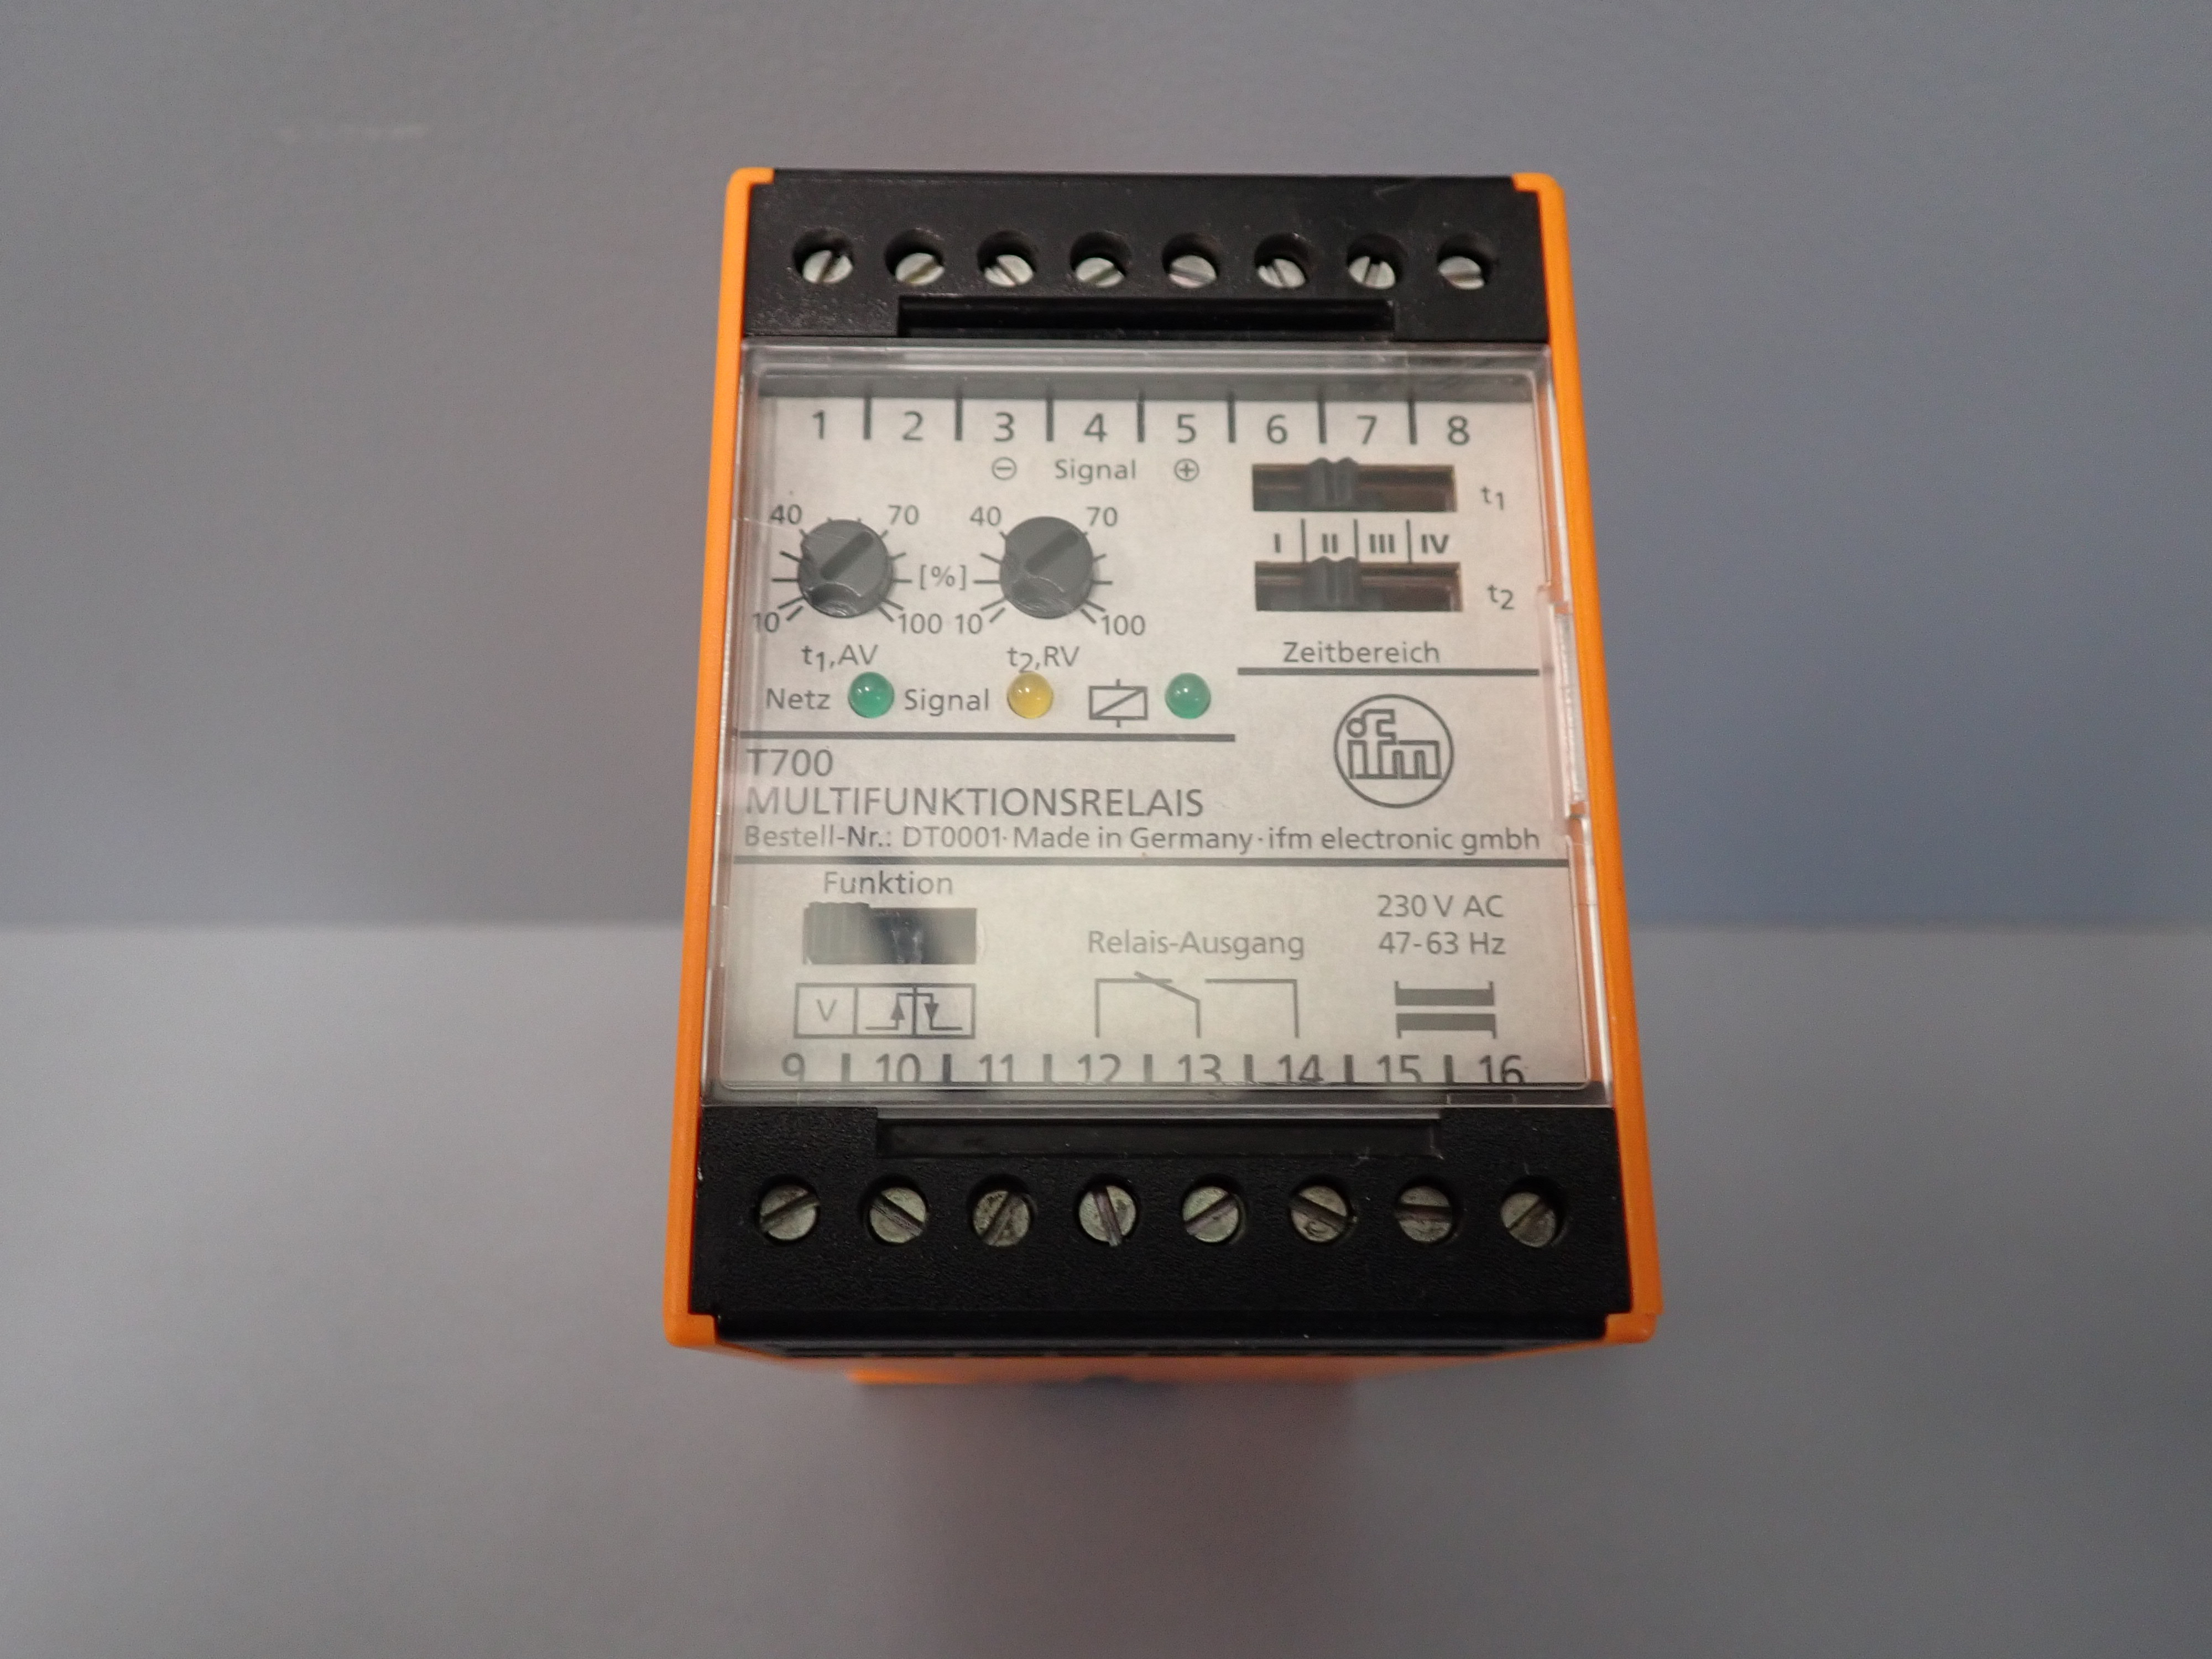 1 2 3 4 5 6 7 8
⊖ Signal ⊕
40 70 40 70
t1
[%]
I II III IV
10 100 10 100
t2
t1,AV t2,RV
Zeitbereich
Netz Signal
ifm
T700
MULTIFUNKTIONSRELAIS
Bestell-Nr.: DT0001·Made in Germany·ifm electronic gmbh
Funktion
230 V AC
Relais-Ausgang 47-63 Hz
V
9 10 11 12 13 14 15 16